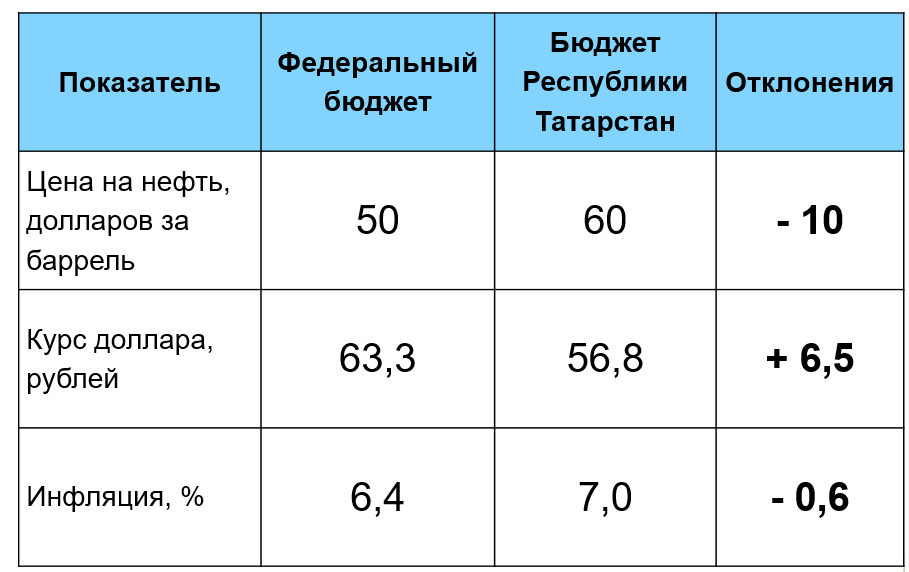 Показатель
Федеральный
бюджет
Бюджет
Республики
Татарстан
Отклонения
Цена на нефть,
долларов за
баррель
50
60
- 10
Курс доллара,
рублей
63,3
56,8
+ 6,5
Инфляция, %
6,4
7,0
- 0,6